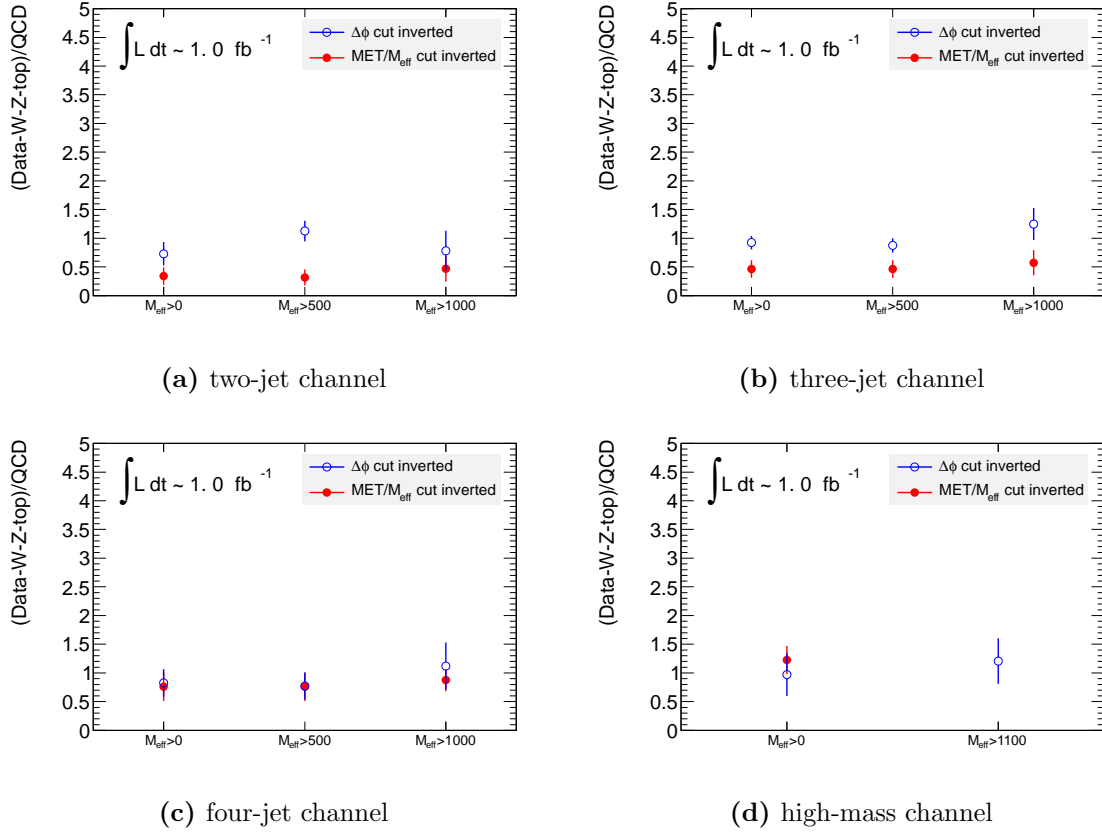 (Data-W-Z-top)/QCD
5
4.5
4
3.5
3
2.5
2
1.5
1
0.5
0
∫L dt ~ 1. 0 fb -1
Δϕ cut inverted
MET/Meff cut inverted
Meff>0
Meff>500
Meff>1000
(a) two-jet channel
(Data-W-Z-top)/QCD
5
4.5
4
3.5
3
2.5
2
1.5
1
0.5
0
∫L dt ~ 1. 0 fb -1
Δϕ cut inverted
MET/Meff cut inverted
Meff>0
Meff>500
Meff>1000
(b) three-jet channel
(Data-W-Z-top)/QCD
5
4.5
4
3.5
3
2.5
2
1.5
1
0.5
0
∫L dt ~ 1. 0 fb -1
Δϕ cut inverted
MET/Meff cut inverted
Meff>0
Meff>500
Meff>1000
(c) four-jet channel
(Data-W-Z-top)/QCD
5
4.5
4
3.5
3
2.5
2
1.5
1
0.5
0
∫L dt ~ 1. 0 fb -1
Δϕ cut inverted
MET/Meff cut inverted
Meff>0
Meff>1100
(d) high-mass channel